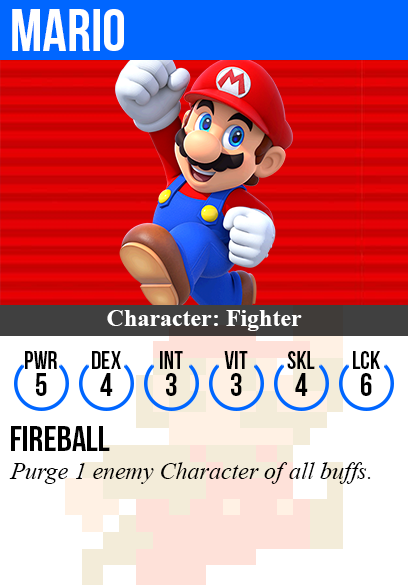 MARIO
M
Character: Fighter
PWR DEX INT VIT SKL LCK
5 4 3 3 4 6
FIREBALL
Purge 1 enemy Character of all buffs.